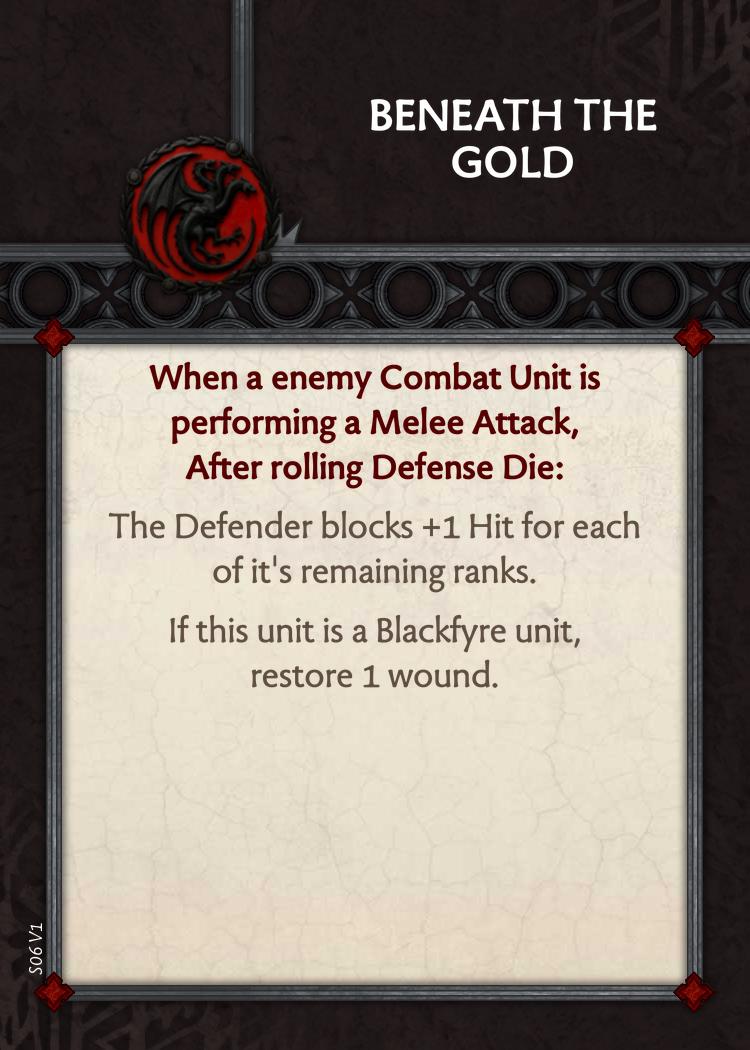 BENEATH THE
GOLD
When a enemy Combat Unit is
performing a Melee Attack,
After rolling Defense Die:
The Defender blocks +1 Hit for each
of it's remaining ranks.
If this unit is a Blackfyre unit,
restore 1 wound.
S06 V1